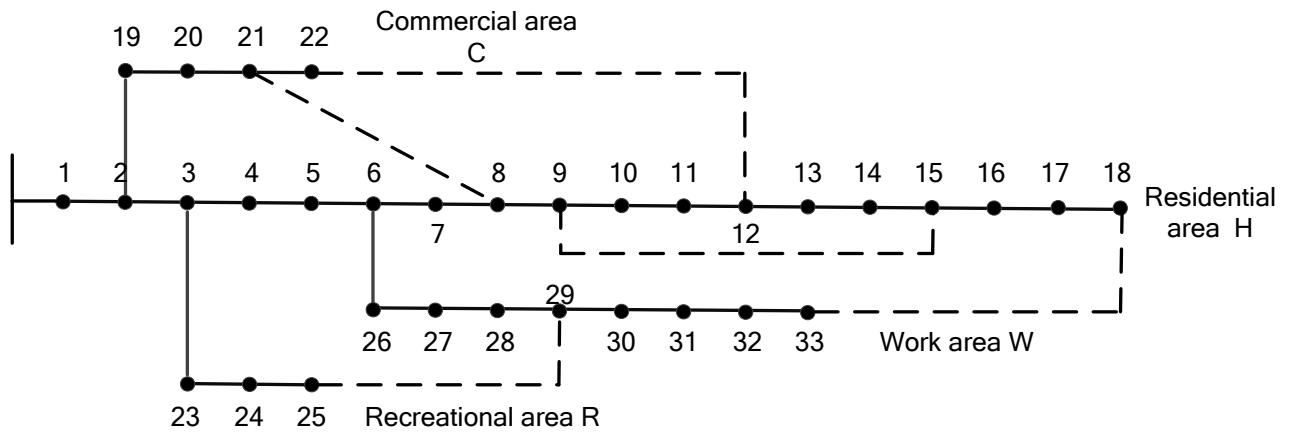 Commercial area
C
19 20 21 22
1 2 3 4 5 6 8 9 10 11 13 14 15 16 17 18
Residential
area H
7 12
29
26 27 28 30 31 32 33 Work area W
23 24 25 Recreational area R